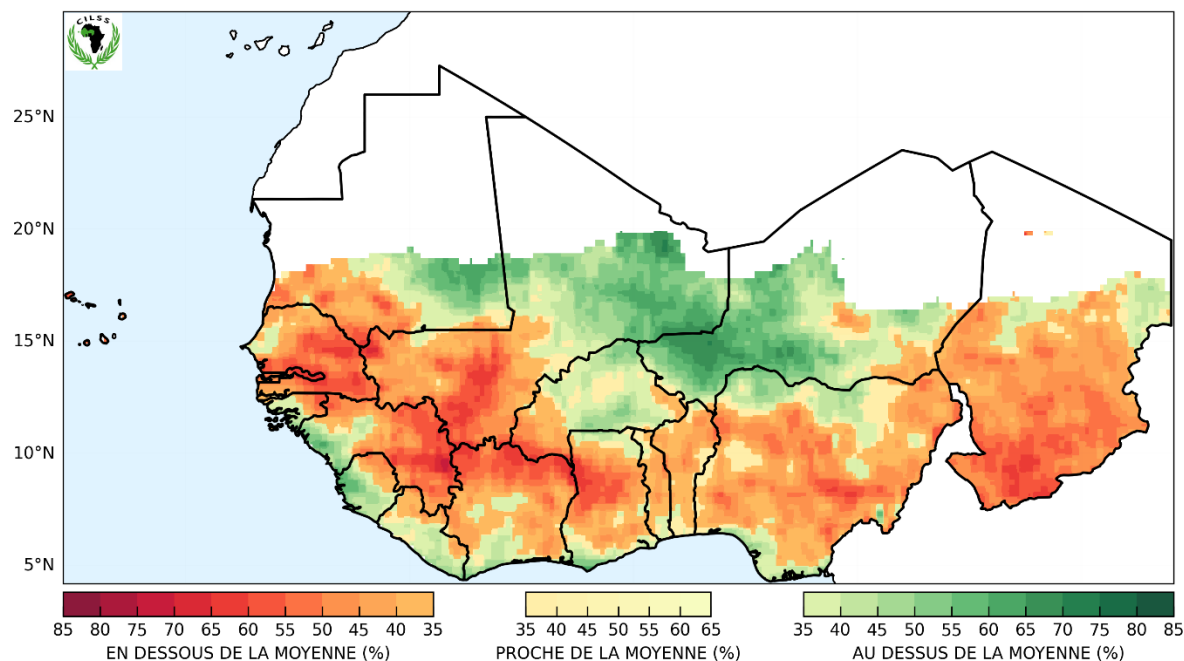 CILSS
25°N
20°N
15°N
10°N
5°N
85 80 75 70 65 60 55 50 45 40 35
35 40 45 50 55 60 65
35 40 45 50 55 60 65 70 75 80 85
EN DESSOUS DE LA MOYENNE (%)
PROCHE DE LA MOYENNE (%)
AU DESSUS DE LA MOYENNE (%)